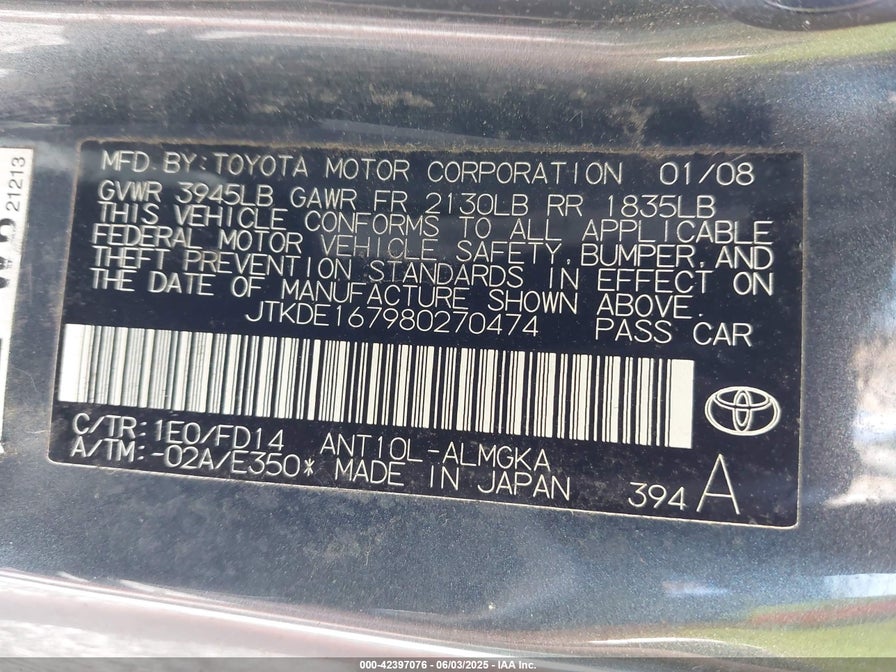 MFD.BY:TOYOTA MOTOR CORPORATION 01/08
GVWR 3945LB GAWR FR 2130LB RR 1835LB
THIS VEHICLE CONFORMS TO ALL APPLICABLE
FEDERAL MOTOR VEHICLE SAFETY,BUMPER,AND
THEFT PREVENTION STANDARDS IN EFFECT ON
THE DATE OF MANUFACTURE SHOWN ABOVE.
JTKDE167980270474 PASS CAR
C/TR:1E0/FD14 ANT10L-ALMGKA
A/TM:-02A/E350* MADE IN JAPAN
394 A
21213
000-42397076 - 06/03/2025 - IAA Inc.